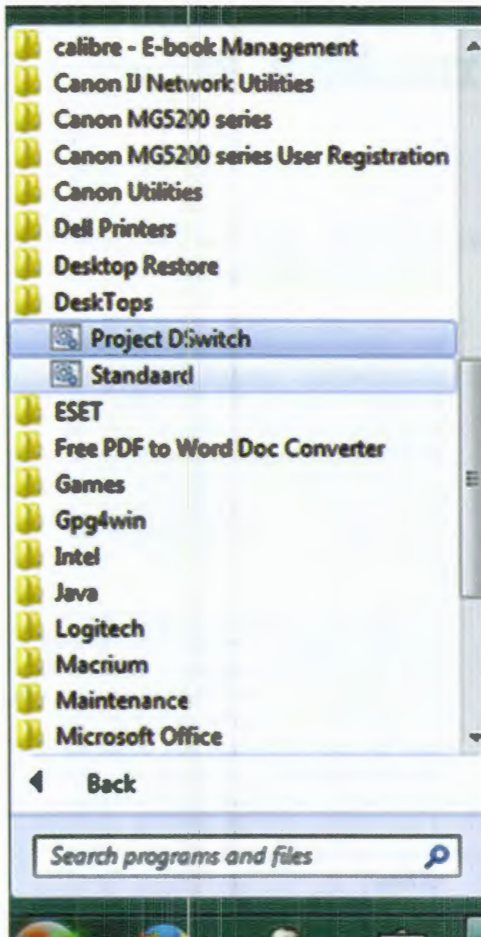 calibre - E-book Management
Canon IJ Network Utilities
Canon MG5200 series
Canon MG5200 series User Registration
Canon Utilities
Dell Printers
Desktop Restore
DeskTops
Project DSwitch
Standaard
ESET
Free PDF to Word Doc Converter
Games
Gpg4win
Intel
Java
Logitech
Macrium
Maintenance
Microsoft Office
Back
Search programs and files